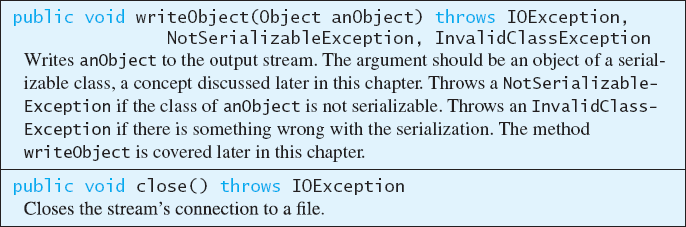 public void writeObject(Object anObject) throws IOException,
NotSerializableException, InvalidClassException
Writes anObject to the output stream. The argument should be an object of a serial-
izable class, a concept discussed later in this chapter. Throws a NotSerializable-
Exception if the class of anObject is not serializable. Throws an InvalidClass-
Exception if there is something wrong with the serialization. The method
writeObject is covered later in this chapter.
public void close() throws IOException
Closes the stream's connection to a file.